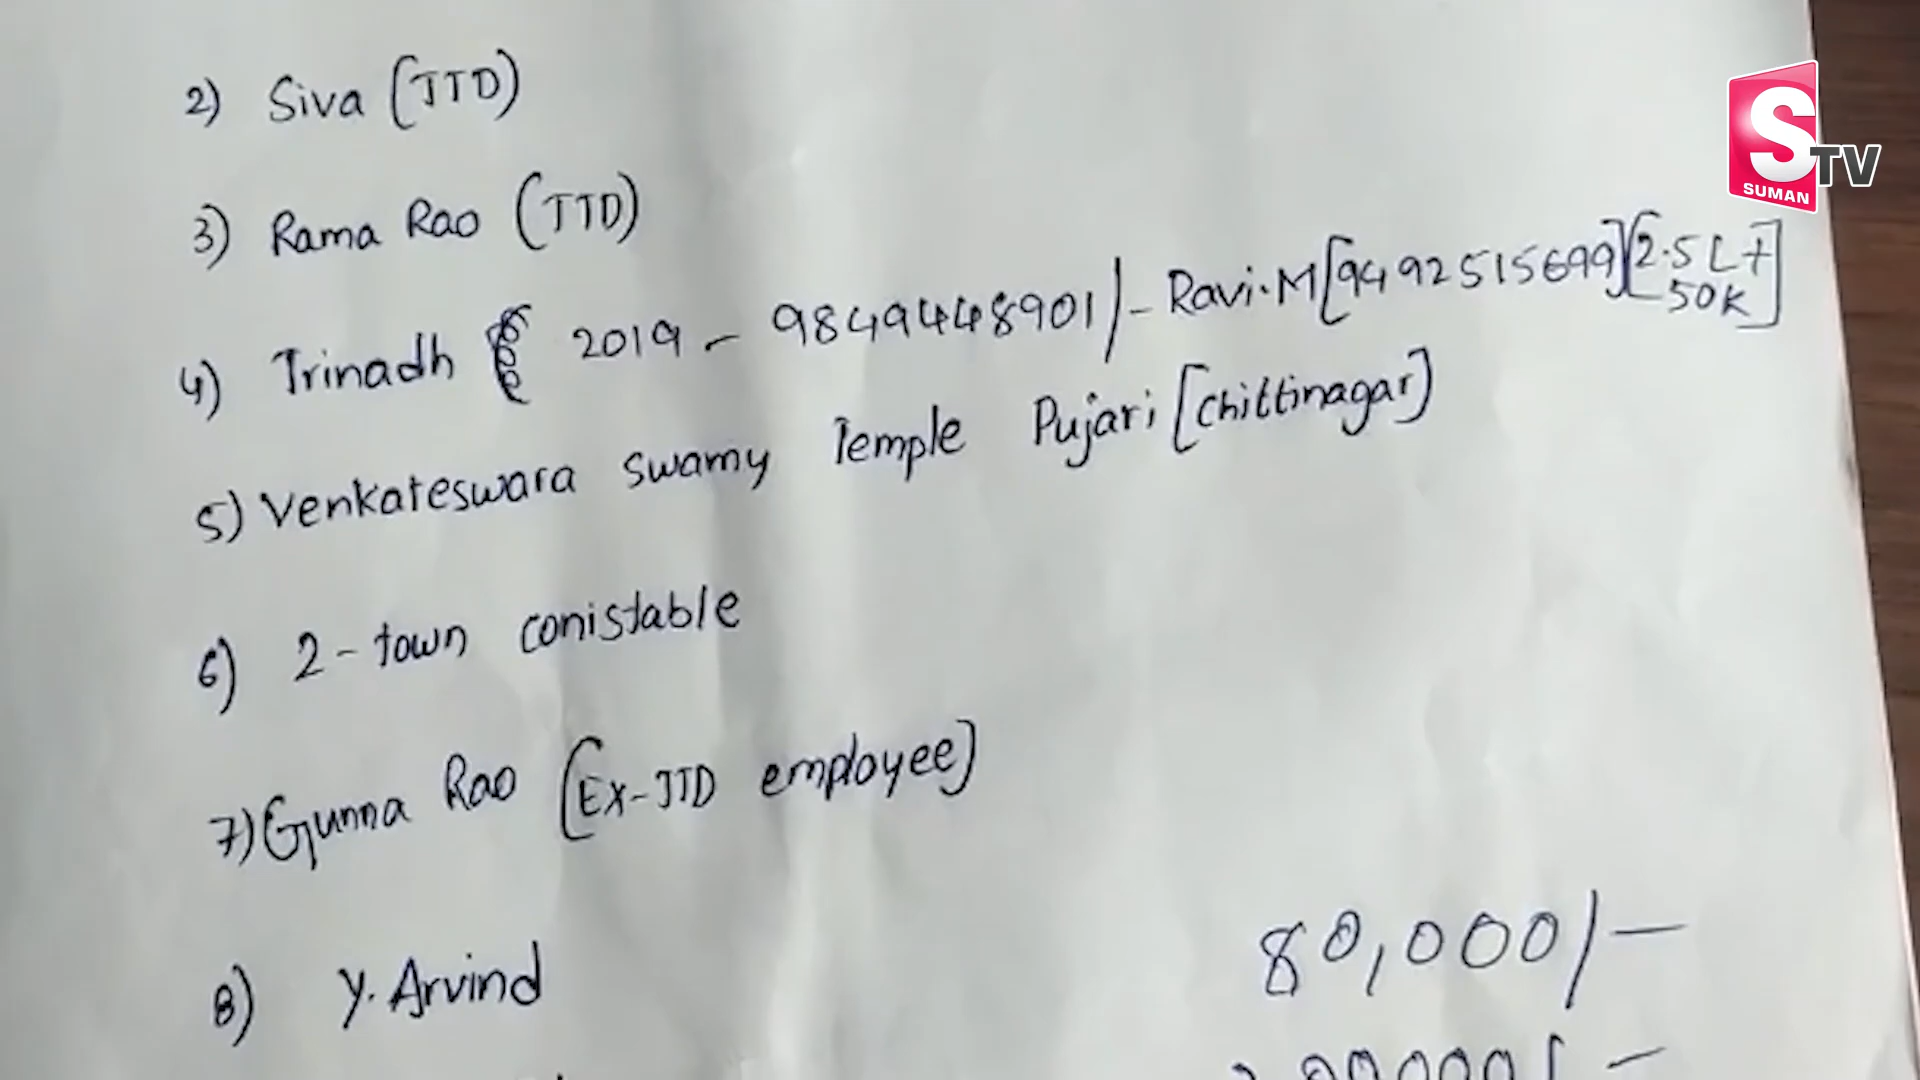 2) Siva (TTD)
S TV
SUMAN
3) Rama Rao (TTD)
4) Trinadh 2019 - 9849448901/- Ravi.M [9492515699] [2.5L+
50K]
5) Venkateswara swamy Temple Pujari [chittinagar]
6) 2-town conistable
7) Gunna Rao (Ex-TTD employee)
8) Y. Arvind 80,000/-